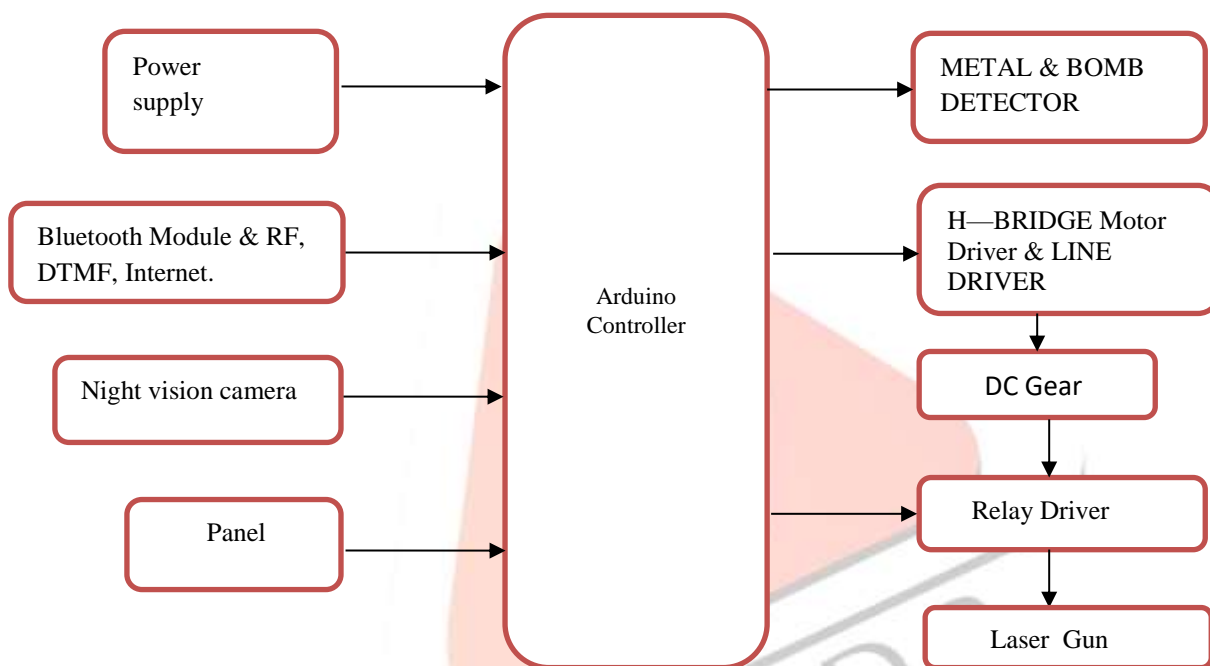 Power
supply
Bluetooth Module & RF,
DTMF, Internet.
Night vision camera
Panel
Arduino
Controller
METAL & BOMB
DETECTOR
H—BRIDGE Motor
Driver & LINE
DRIVER
DC Gear
Relay Driver
Laser Gun